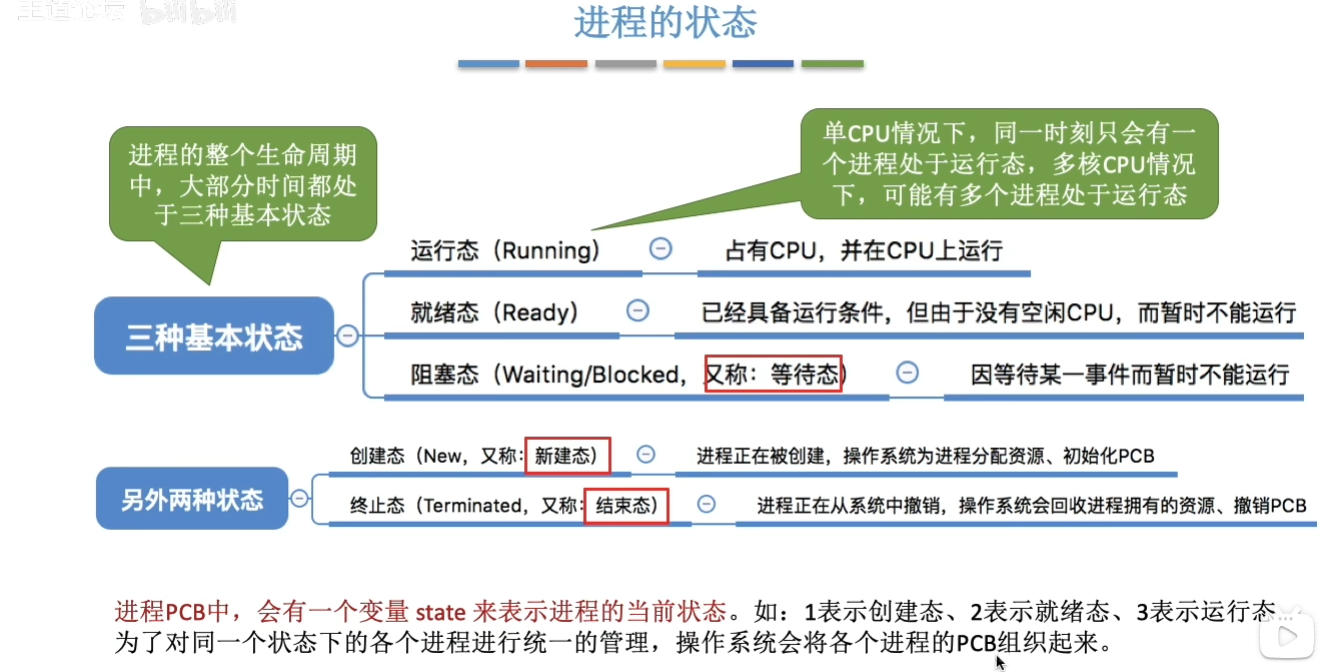 王道论坛 bilibili
进程的状态
进程的整个生命周期
中，大部分时间都处
于三种基本状态
单CPU情况下，同一时刻只会有一
个进程处于运行态，多核CPU情况
下，可能有多个进程处于运行态
三种基本状态
运行态（Running） 占有CPU，并在CPU上运行
就绪态（Ready） 已经具备运行条件，但由于没有空闲CPU，而暂时不能运行
阻塞态（Waiting/Blocked，又称：等待态） 因等待某一事件而暂时不能运行
另外两种状态
创建态（New，又称：新建态） 进程正在被创建，操作系统为进程分配资源、初始化PCB
终止态（Terminated，又称：结束态） 进程正在从系统中撤销，操作系统会回收进程拥有的资源、撤销PCB
进程PCB中，会有一个变量 state 来表示进程的当前状态。如：1表示创建态、2表示就绪态、3表示运行态…
为了对同一个状态下的各个进程进行统一的管理，操作系统会将各个进程的PCB组织起来。